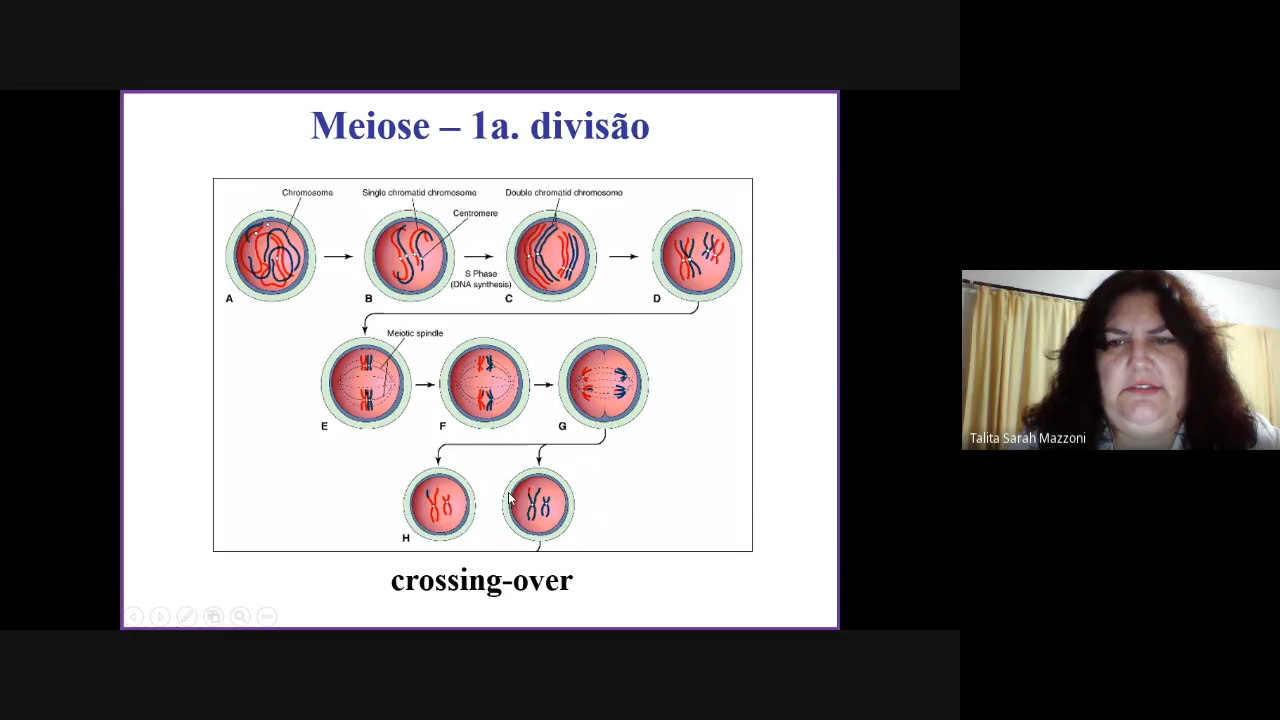 Meiose – 1a. divisão
Chromosome
Single chromatid chromosome
Double chromatid chromosome
Centromere
S Phase
(DNA synthesis)
A
B
C
D
Meiotic spindle
E
F
G
H
crossing-over
Talita Sarah Mazzoni